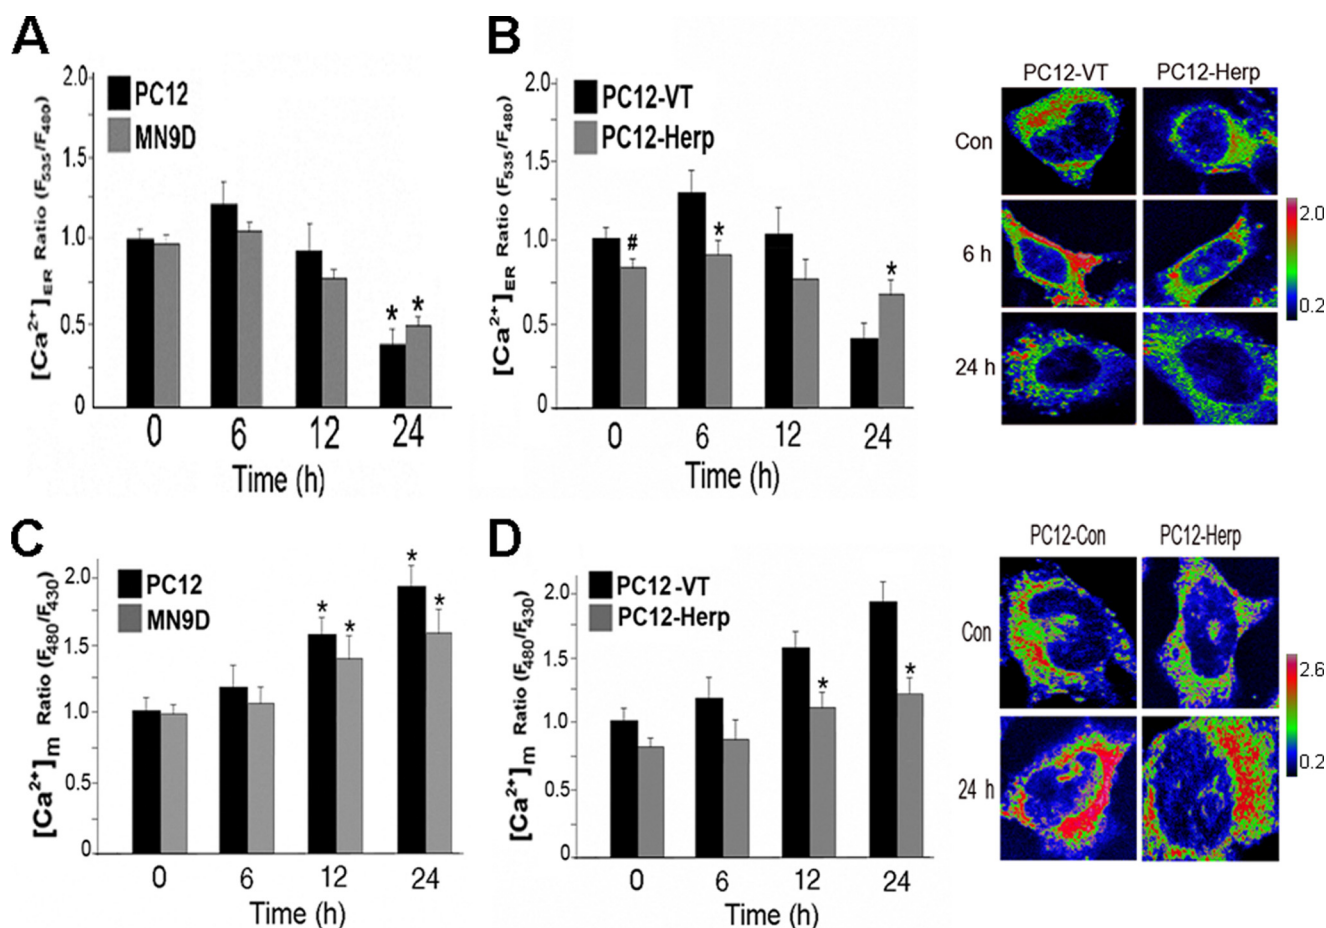 A
[Ca²⁺]ER Ratio (F535/F480)
2.0
1.5
1.0
0.5
0
PC12
MN9D
* *
0 6 12 24
Time (h)
B
[Ca²⁺]ER Ratio (F535/F480)
2.0
1.5
1.0
0.5
0
PC12-VT
PC12-Herp
# * *
0 6 12 24
Time (h)
PC12-VT PC12-Herp
Con
6 h
24 h
2.0
0.2
C
[Ca²⁺]m Ratio (F480/F430)
2.0
1.5
1.0
0.5
0
PC12
MN9D
* * * *
0 6 12 24
Time (h)
D
[Ca²⁺]m Ratio (F480/F430)
2.0
1.5
1.0
0.5
0
PC12-VT
PC12-Herp
* *
0 6 12 24
Time (h)
PC12-Con PC12-Herp
Con
24 h
2.6
0.2